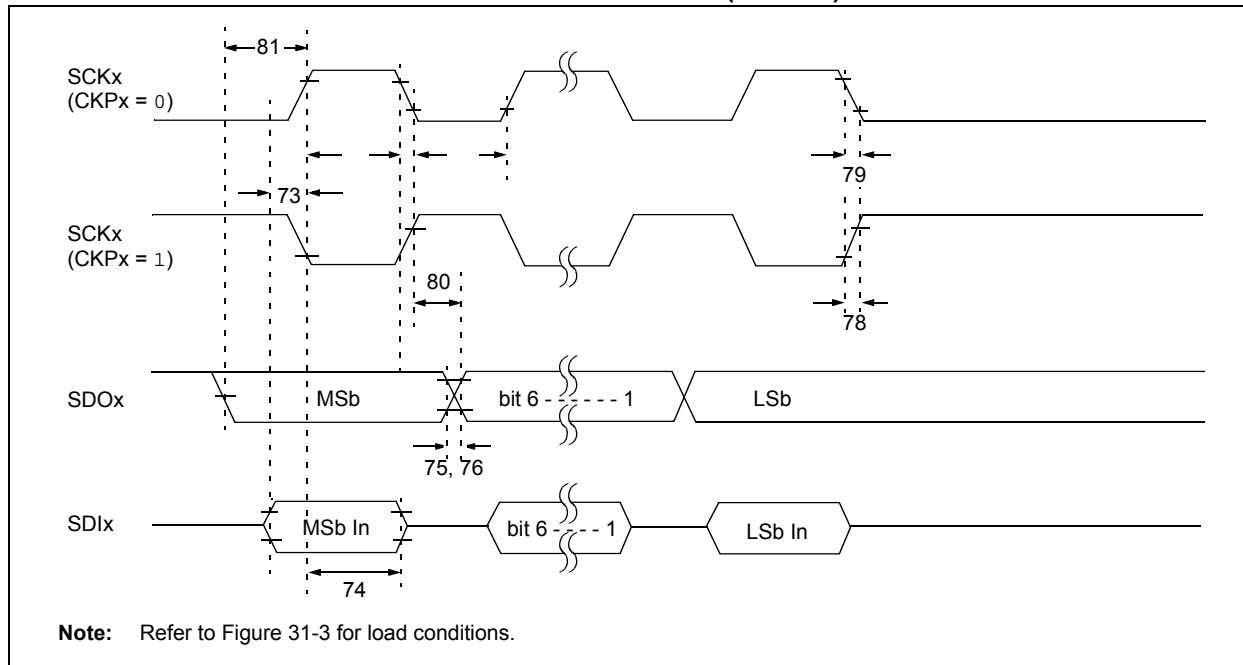 81
SCKx
(CKPx = 0)
73
79
SCKx
(CKPx = 1)
80
78
SDOx
MSb
bit 6 - - - - - - 1
LSb
75, 76
SDIx
MSb In
bit 6 - - - - 1
LSb In
74
Note: Refer to Figure 31-3 for load conditions.